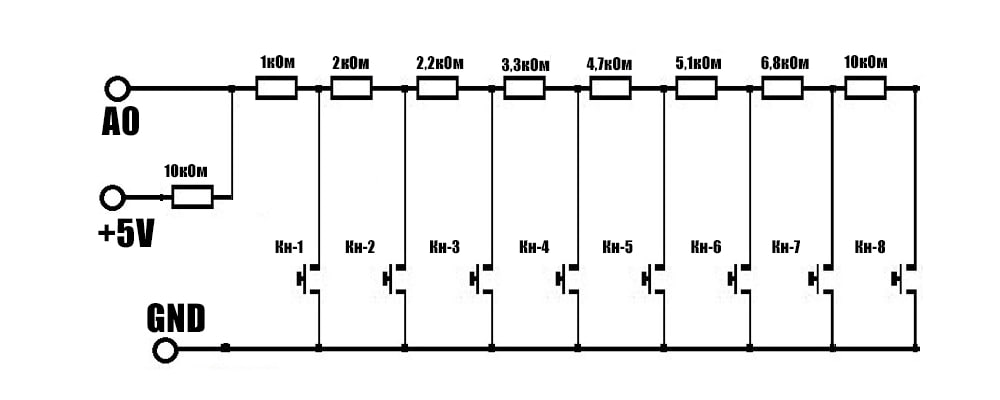 1кОм 2кОм 2,2кОм 3,3кОм 4,7кОм 5,1кОм 6,8кОм 10кОм
A0
10кОм
+5V
Кн-1 Кн-2 Кн-3 Кн-4 Кн-5 Кн-6 Кн-7 Кн-8
GND